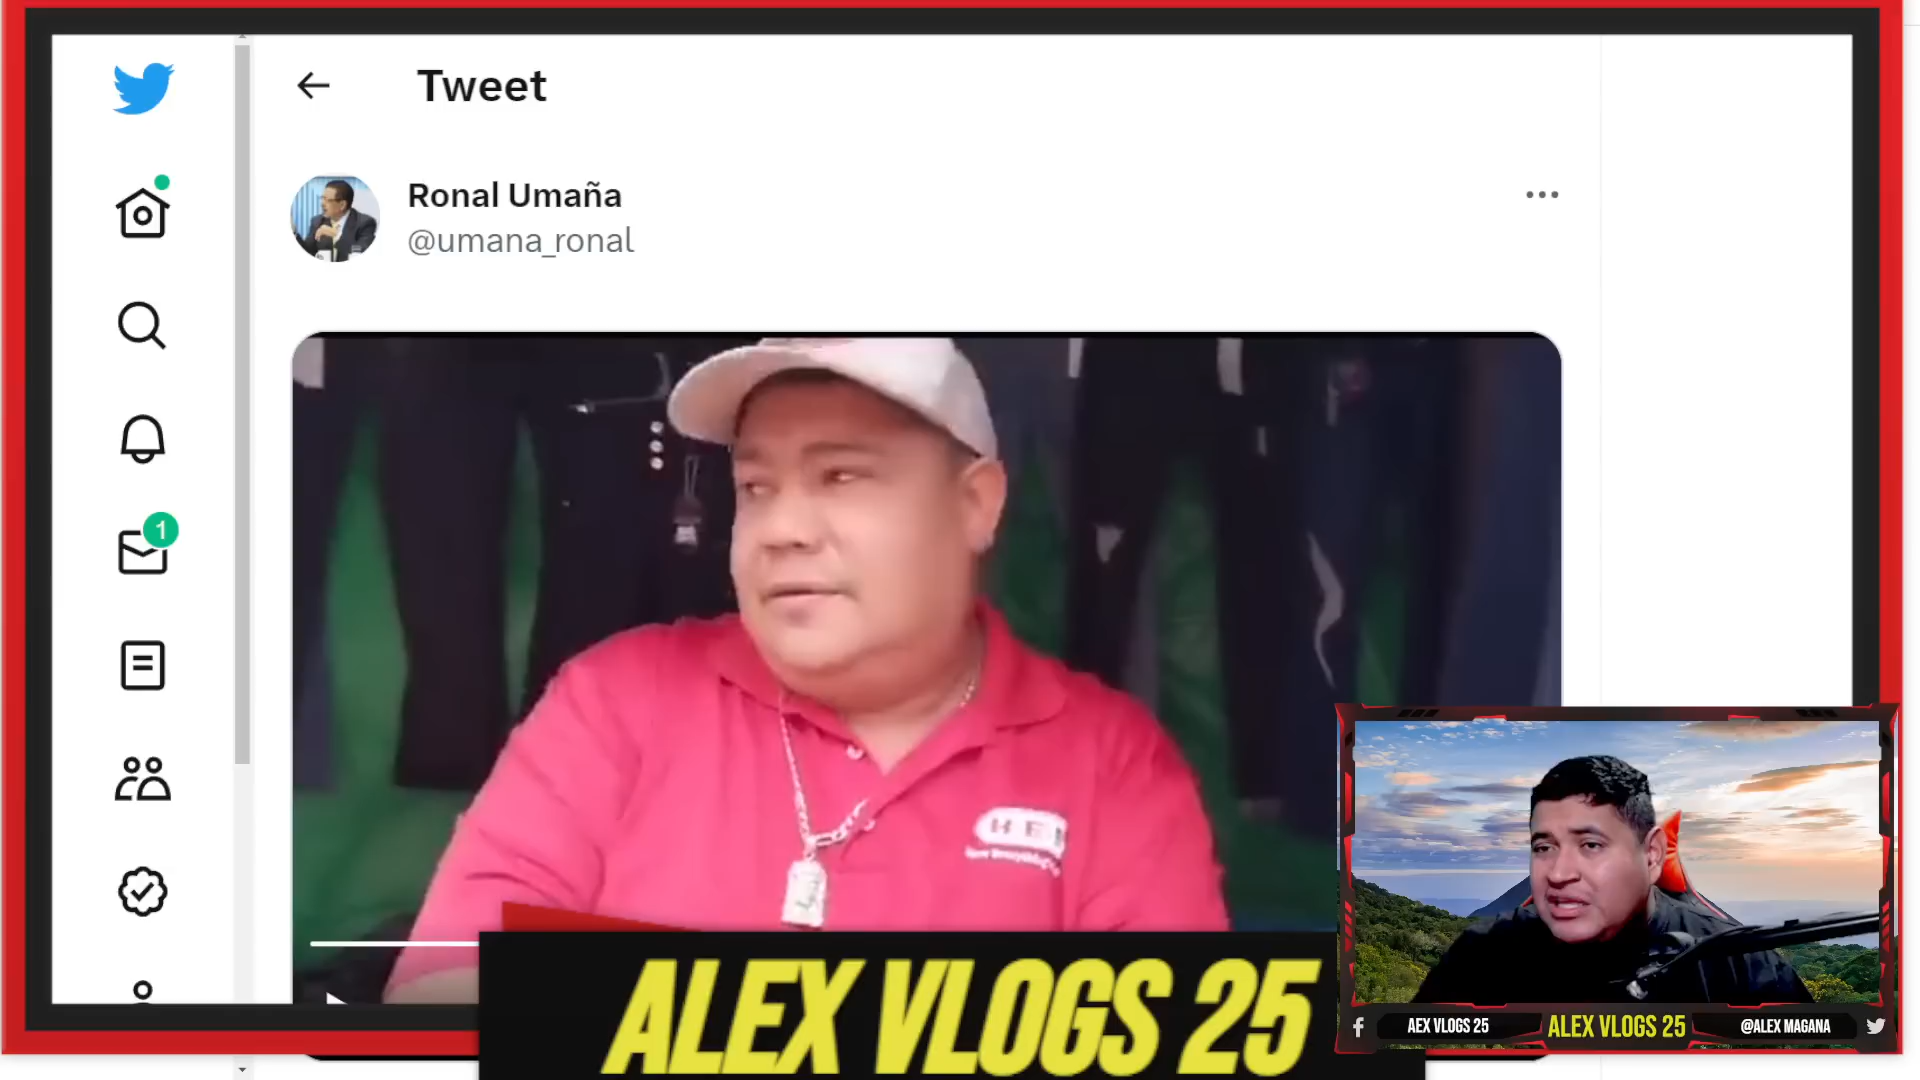 Tweet
Ronal Umaña
@umana_ronal
1
H E B
ALEX VLOGS 25
AEX VLOGS 25
ALEX VLOGS 25
@ALEX MAGANA